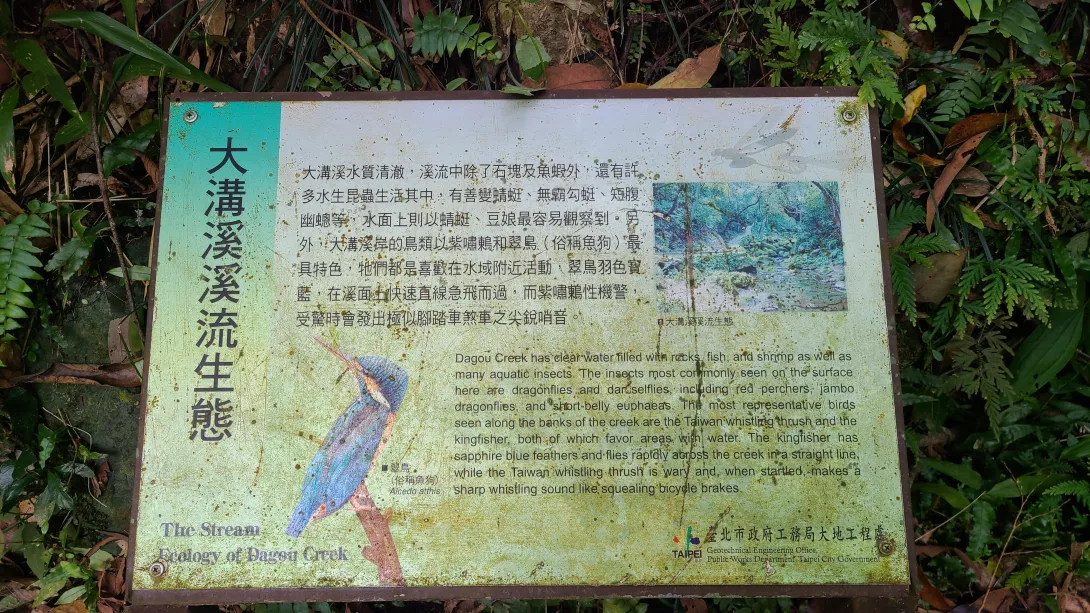 大溝溪溪流生態
大溝溪水質清澈，溪流中除了石塊及魚蝦外，還有許
多水生昆蟲生活其中，有善變蜻蜓、無霸勾蜓、短腹
幽蟌等，水面上則以蜻蜓、豆娘最容易觀察到。另
外，大溝溪岸的鳥類以紫嘯鶇和翠鳥（俗稱魚狗）最
具特色，牠們都是喜歡在水域附近活動，翠鳥羽色寶
藍，在溪面上快速直線急飛而過，而紫嘯鶇性機警，
受驚時會發出極似腳踏車煞車之尖銳哨音。
■大溝溪溪流生態
Dagou Creek has clear water filled with rocks, fish, and shrimp as well as
many aquatic insects. The insects most commonly seen on the surface
here are dragonflies and damselflies, including red perchers, jambo
dragonflies, and short-belly euphaeas. The most representative birds
seen along the banks of the creek are the Taiwan whistling thrush and the
kingfisher, both of which favor areas with water. The kingfisher has
sapphire blue feathers and flies rapidly across the creek in a straight line,
while the Taiwan whistling thrush is wary and, when startled, makes a
sharp whistling sound like squealing bicycle brakes.
■翠鳥
（俗稱魚狗）
Alcedo atthis
The Stream
Ecology of Dagou Creek
TAIPEI
臺北市政府工務局大地工程處
Geotechnical Engineering Office,
Public Works Department, Taipei City Government